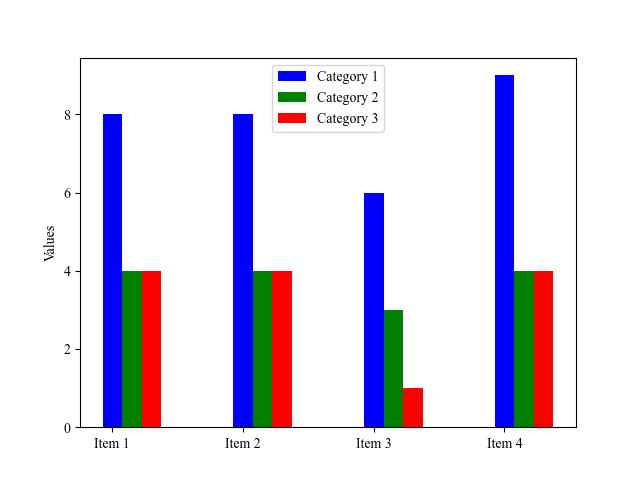 Category 1
Category 2
Category 3
Values
8
6
4
2
0
Item 1
Item 2
Item 3
Item 4